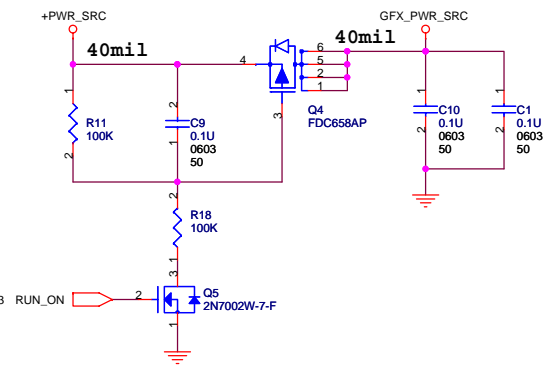 +PWR_SRC
GFX_PWR_SRC
40mil
40mil
4
6
5
2
1
3
Q4
FDC658AP
1
R11
100K
2
2
C9
0.1U
0603
50
1
1
C10
0.1U
0603
50
2
1
C1
0.1U
0603
50
2
2
R18
100K
1
3
3 RUN_ON
2
Q5
2N7002W-7-F
1